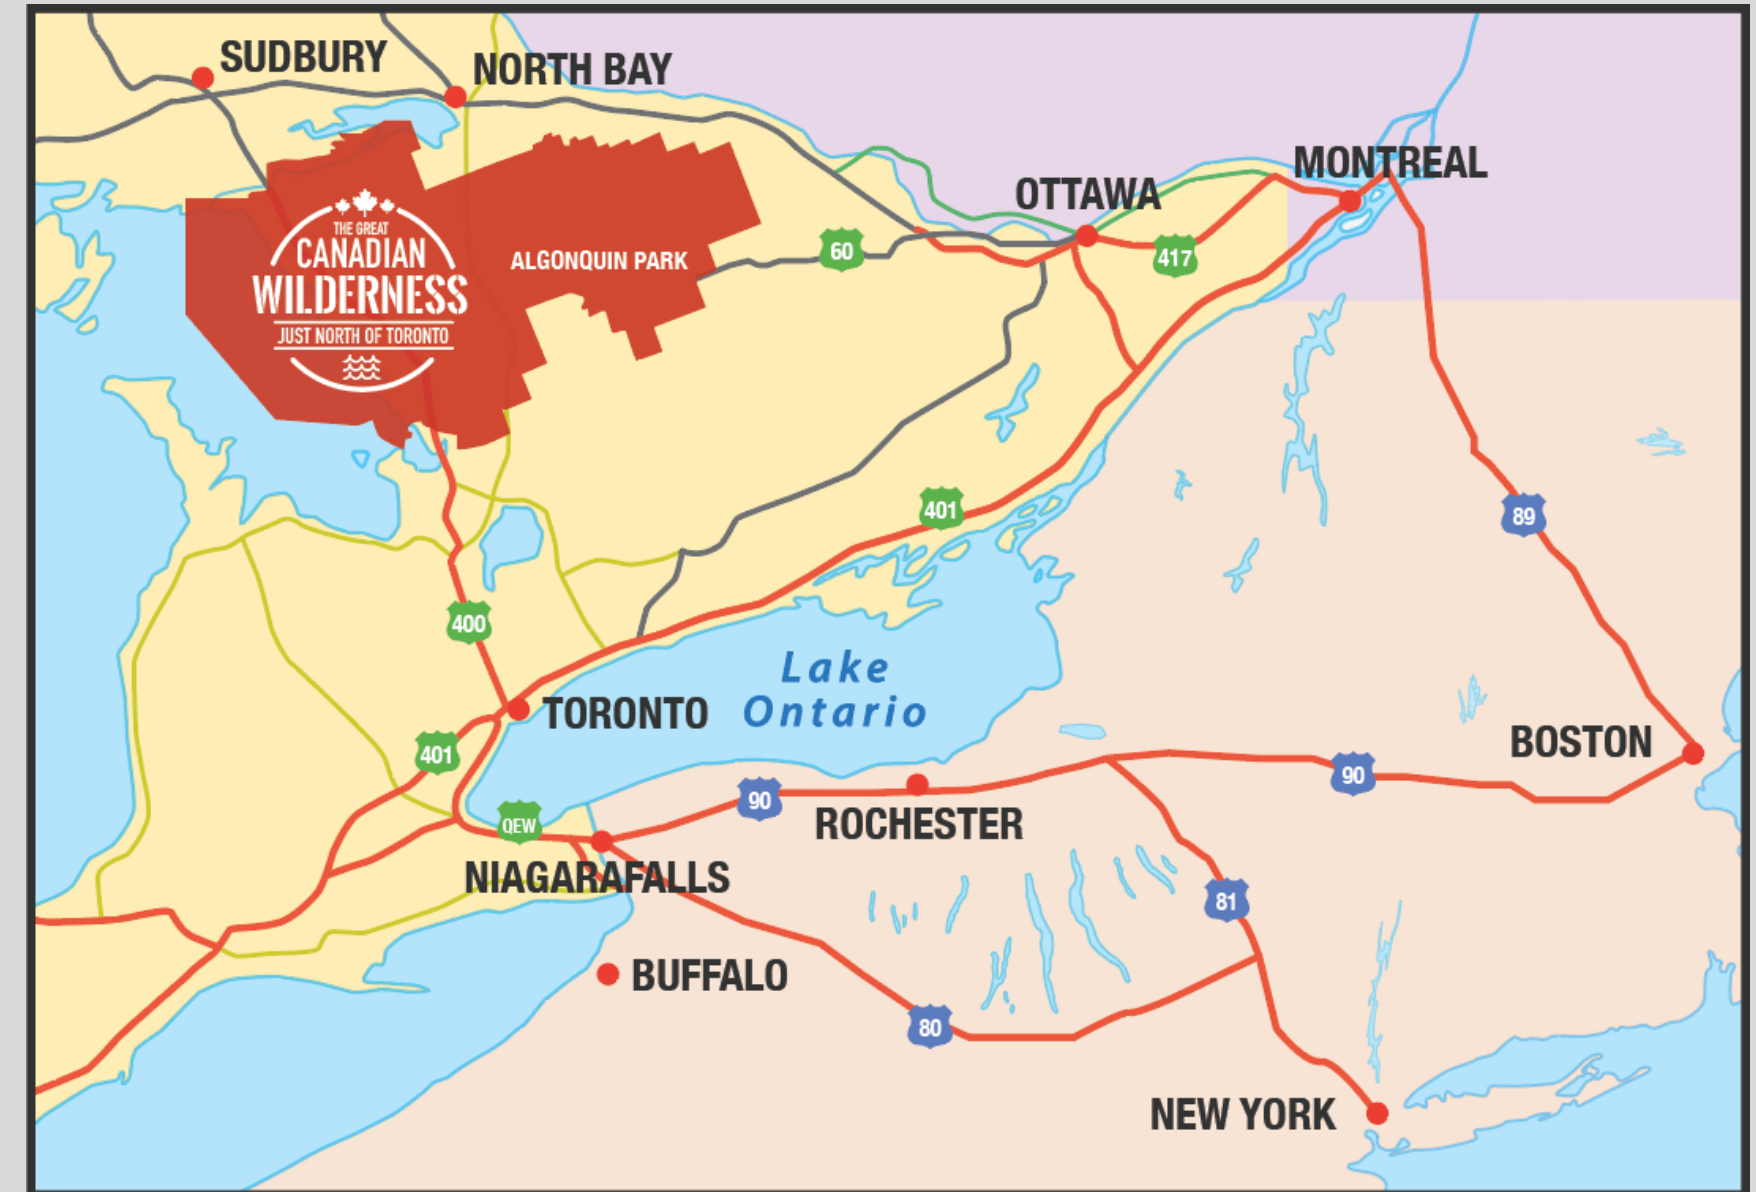 SUDBURY
NORTH BAY
MONTREAL
OTTAWA
THE GREAT
CANADIAN
WILDERNESS
JUST NORTH OF TORONTO
ALGONQUIN PARK
60
417
401
89
400
Lake
Ontario
TORONTO
401
BOSTON
90
90
ROCHESTER
QEW
NIAGARAFALLS
81
BUFFALO
80
NEW YORK